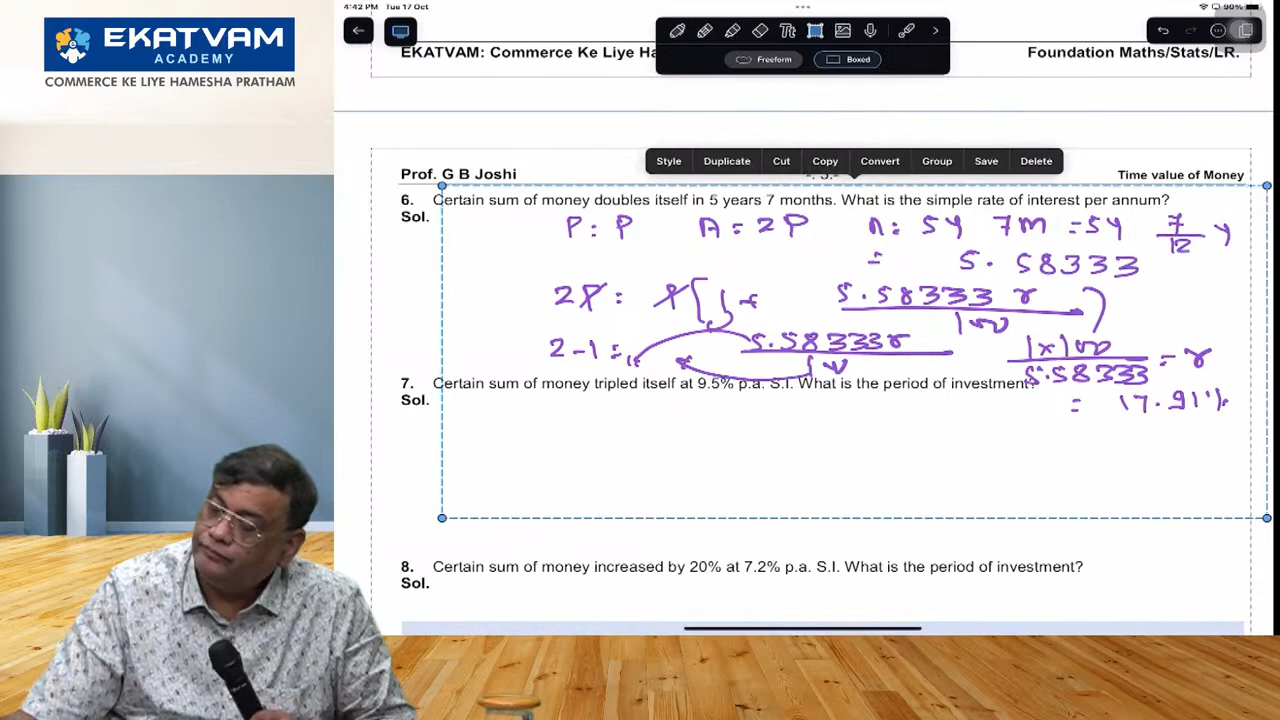 4:42 PM Tue 17 Oct
90%
EKATVAM
ACADEMY
COMMERCE KE LIYE HAMESHA PRATHAM
EKATVAM: Commerce Ke Liye Ha
Foundation Maths/Stats/LR.
Freeform
Boxed
Style Duplicate Cut Copy Convert Group Save Delete
Prof. G B Joshi
Time value of Money
6. Certain sum of money doubles itself in 5 years 7 months. What is the simple rate of interest per annum?
Sol.
P = P A = 2P n = 5y 7m = 5y 7/12 y
= 5.58333
2P = P [ 1 + 5.58333 r / 100 ]
2-1 = 5.58333r / 100
1x100 / 5.58333 = r
7. Certain sum of money tripled itself at 9.5% p.a. S.I. What is the period of investment?
Sol.
= 17.91%
8. Certain sum of money increased by 20% at 7.2% p.a. S.I. What is the period of investment?
Sol.